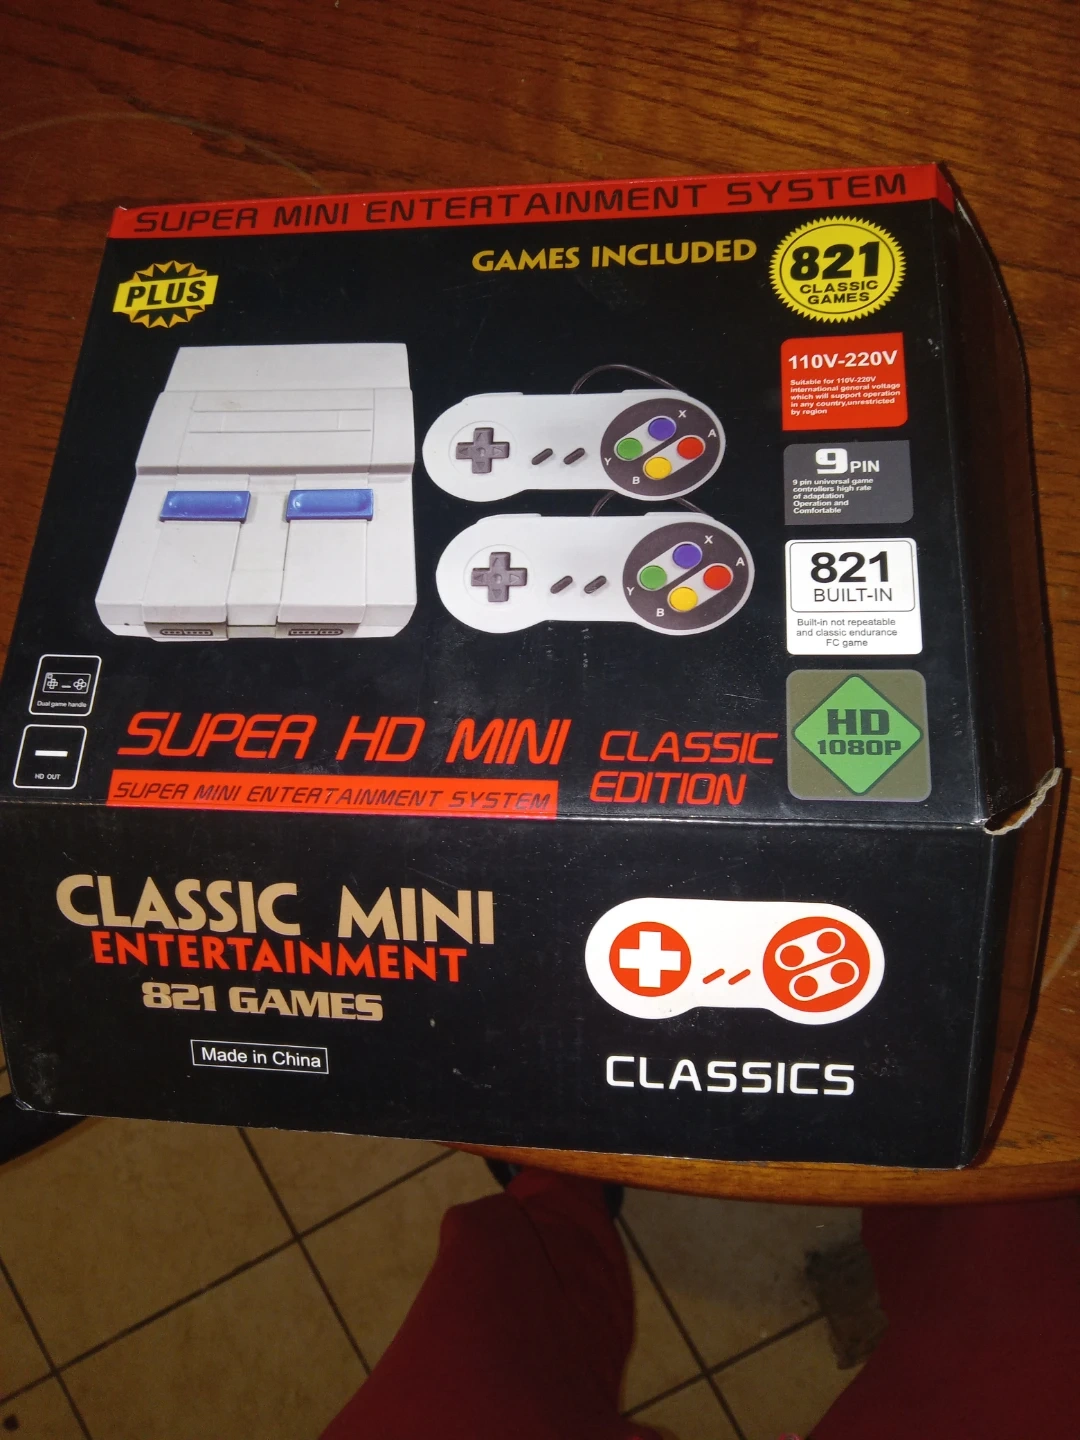 SUPER MINI ENTERTAINMENT SYSTEM
PLUS
GAMES INCLUDED
821
CLASSIC
GAMES
110V-220V
Suitable for 110V-220V
international general voltage
which will support operation
in any country,unrestricted
by region
X
A
Y
B
9 PIN
9 pin universal game
controllers high rate
of adaptation
Operation and
Comfortable
X
A
Y
B
821
BUILT-IN
Built-in not repeatable
and classic endurance
FC game
Dual game handle
HD OUT
HD
1080P
SUPER HD MINI CLASSIC
EDITION
SUPER MINI ENTERTAINMENT SYSTEM
CLASSIC MINI
ENTERTAINMENT
821 GAMES
Made in China
CLASSICS